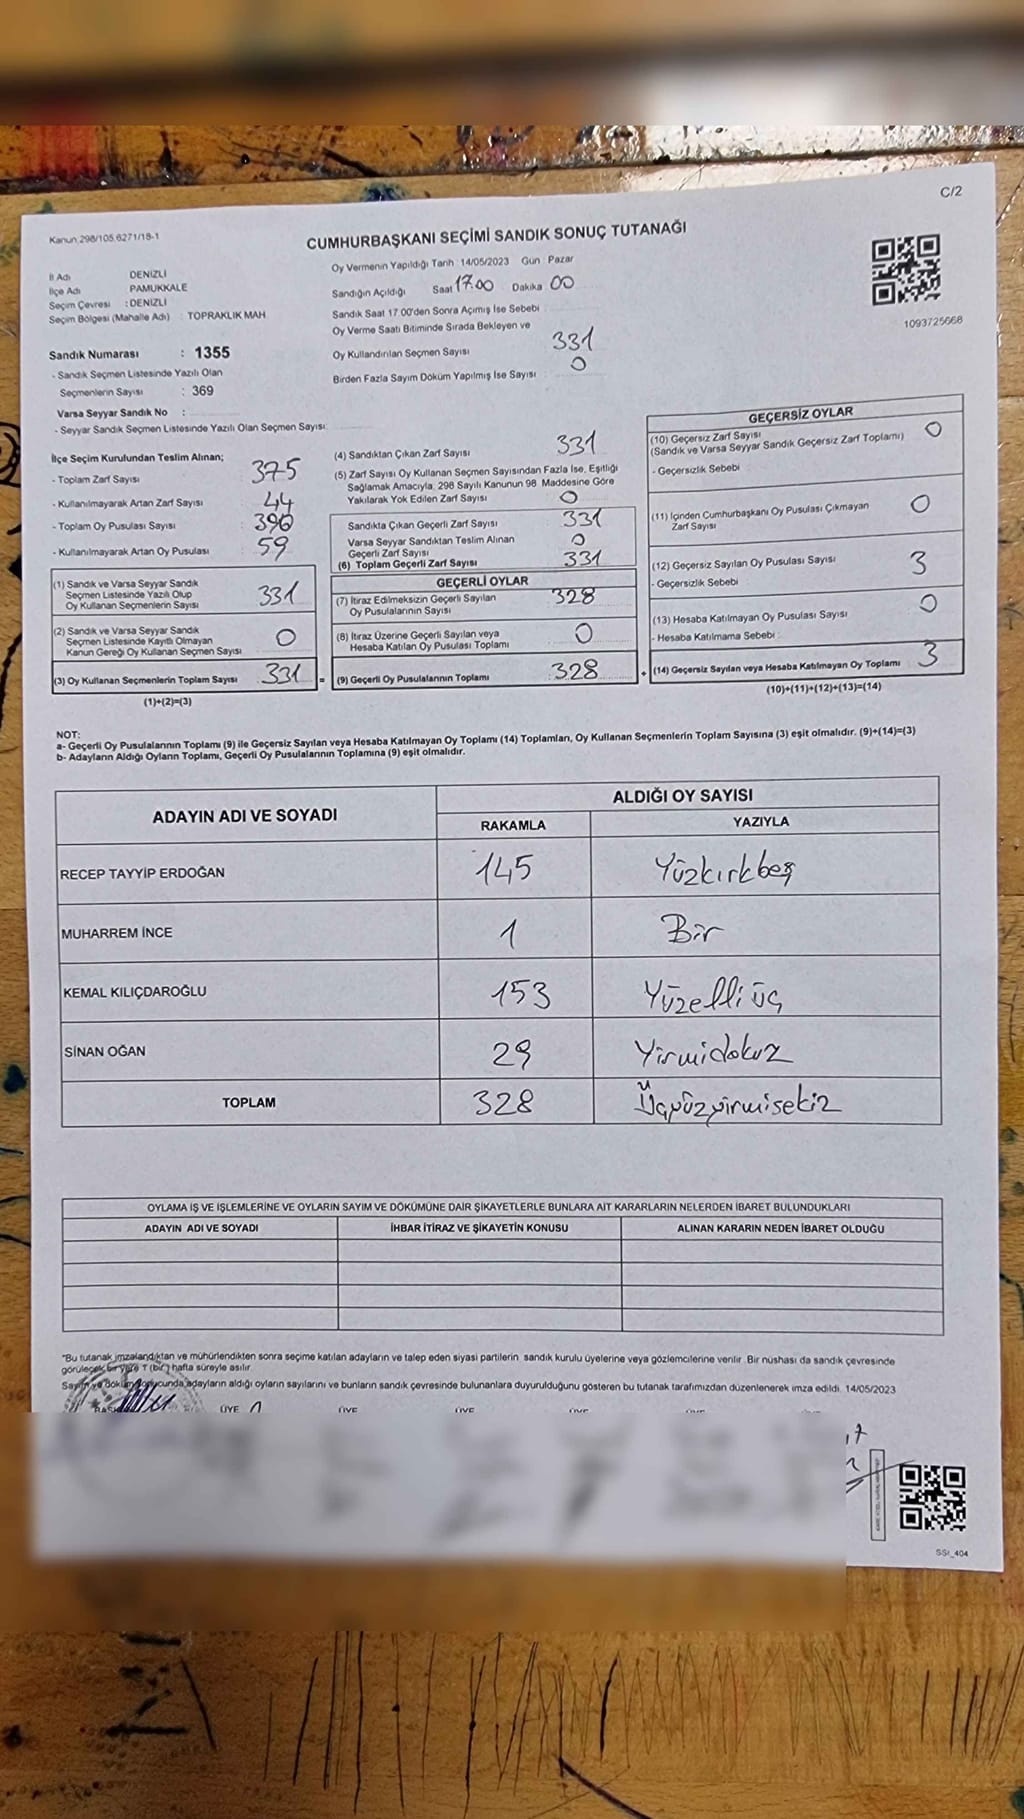 C/2
Kanun 298/105,6271/18-1
CUMHURBAŞKANI SEÇİMİ SANDIK SONUÇ TUTANAĞI
1093725668
İl Adı DENİZLİ
İlçe Adı PAMUKKALE
Seçim Çevresi : DENİZLİ
Seçim Bölgesi (Mahalle Adı) : TOPRAKLIK MAH
Sandık Numarası : 1355
- Sandık Seçmen Listesinde Yazılı Olan
Seçmenlerin Sayısı : 369
Varsa Seyyar Sandık No :
- Seyyar Sandık Seçmen Listesinde Yazılı Olan Seçmen Sayısı:
Oy Vermenin Yapıldığı Tarih : 14/05/2023 Gün : Pazar
Sandığın Açıldığı Saat 17.00 Dakika 00
Sandık Saat 17.00'den Sonra Açımış İse Sebebi
Oy Verme Saati Bitiminde Sırada Bekleyen ve
Oy Kullandırılan Seçmen Sayısı 331
Birden Fazla Sayım Döküm Yapılmış İse Sayısı 0
İlçe Seçim Kurulundan Teslim Alınan;
- Toplam Zarf Sayısı 375
- Kullanılmayarak Artan Zarf Sayısı 44
- Toplam Oy Pusulası Sayısı : 390
- Kullanılmayarak Artan Oy Pusulası : 59
(1) Sandık ve Varsa Seyyar Sandık
Seçmen Listesinde Yazılı Olup
Oy Kullanan Seçmenlerin Sayısı 331
(2) Sandık ve Varsa Seyyar Sandık
Seçmen Listesinde Kayıtlı Olmayan
Kanun Gereği Oy Kullanan Seçmen Sayısı 0
(3) Oy Kullanan Seçmenlerin Toplam Sayısı 331 =
(1)+(2)=(3)
(4) Sandıktan Çıkan Zarf Sayısı 331
(5) Zarf Sayısı Oy Kullanan Seçmen Sayısından Fazla İse, Eşitliği
Sağlamak Amacıyla, 298 Sayılı Kanunun 98. Maddesine Göre
Yakılarak Yok Edilen Zarf Sayısı 0
Sandıkta Çıkan Geçerli Zarf Sayısı 331
Varsa Seyyar Sandıktan Teslim Alınan
Geçerli Zarf Sayısı 0
(6) Toplam Geçerli Zarf Sayısı 331
GEÇERLİ OYLAR
(7) İtiraz Edilmeksizin Geçerli Sayılan
Oy Pusulalarının Sayısı 328
(8) İtiraz Üzerine Geçerli Sayılan veya
Hesaba Katılan Oy Pusulası Toplamı 0
(9) Geçerli Oy Pusulalarının Toplamı 328 +
GEÇERSİZ OYLAR
(10) Geçersiz Zarf Sayısı 0
(Sandık ve Varsa Seyyar Sandık Geçersiz Zarf Toplamı)
- Geçersizlik Sebebi
(11) İçinden Cumhurbaşkanı Oy Pusulası Çıkmayan
Zarf Sayısı 0
(12) Geçersiz Sayılan Oy Pusulası Sayısı 3
- Geçersizlik Sebebi
(13) Hesaba Katılmayan Oy Pusulası Sayısı 0
- Hesaba Katılmama Sebebi
(14) Geçersiz Sayılan veya Hesaba Katılmayan Oy Toplamı 3
(10)+(11)+(12)+(13)=(14)
NOT:
a- Geçerli Oy Pusulalarının Toplamı (9) ile Geçersiz Sayılan veya Hesaba Katılmayan Oy Toplamı (14) Toplamları, Oy Kullanan Seçmenlerin Toplam Sayısına (3) eşit olmalıdır. (9)+(14)=(3)
b- Adayların Aldığı Oyların Toplamı, Geçerli Oy Pusulalarının Toplamına (9) eşit olmalıdır.
ADAYIN ADI VE SOYADI ALDIĞI OY SAYISI
RAKAMLA YAZIYLA
RECEP TAYYİP ERDOĞAN 145 Yüzkırkbeş
MUHARREM İNCE 1 Bir
KEMAL KILIÇDAROĞLU 153 Yüzelliüç
SİNAN OĞAN 29 Yirmidokuz
TOPLAM 328 Üçyüzyirmisekiz
OYLAMA İŞ VE İŞLEMLERİNE VE OYLARIN SAYIM VE DÖKÜMÜNE DAİR ŞİKAYETLERLE BUNLARA AİT KARARLARIN NELERDEN İBARET BULUNDUKLARI
ADAYIN ADI VE SOYADI İHBAR İTİRAZ VE ŞİKAYETİN KONUSU ALINAN KARARIN NEDEN İBARET OLDUĞU
*Bu tutanak imzalandıktan ve mühürlendikten sonra seçime katılan adayların ve talep eden siyasi partilerin sandık kurulu üyelerine veya gözlemcilerine verilir. Bir nüshası da sandık çevresinde
görülecek bir yere 1 (bir) hafta süreyle asılır.
Sayım ve döküm sonucunda adayların aldığı oyların sayılarını ve bunların sandık çevresinde bulunanlara duyurulduğunu gösteren bu tutanak tarafımızdan düzenlenerek imza edildi. 14/05/2023
ÜYE ÜYE ÜYE ÜYE ÜYE
SSI_404